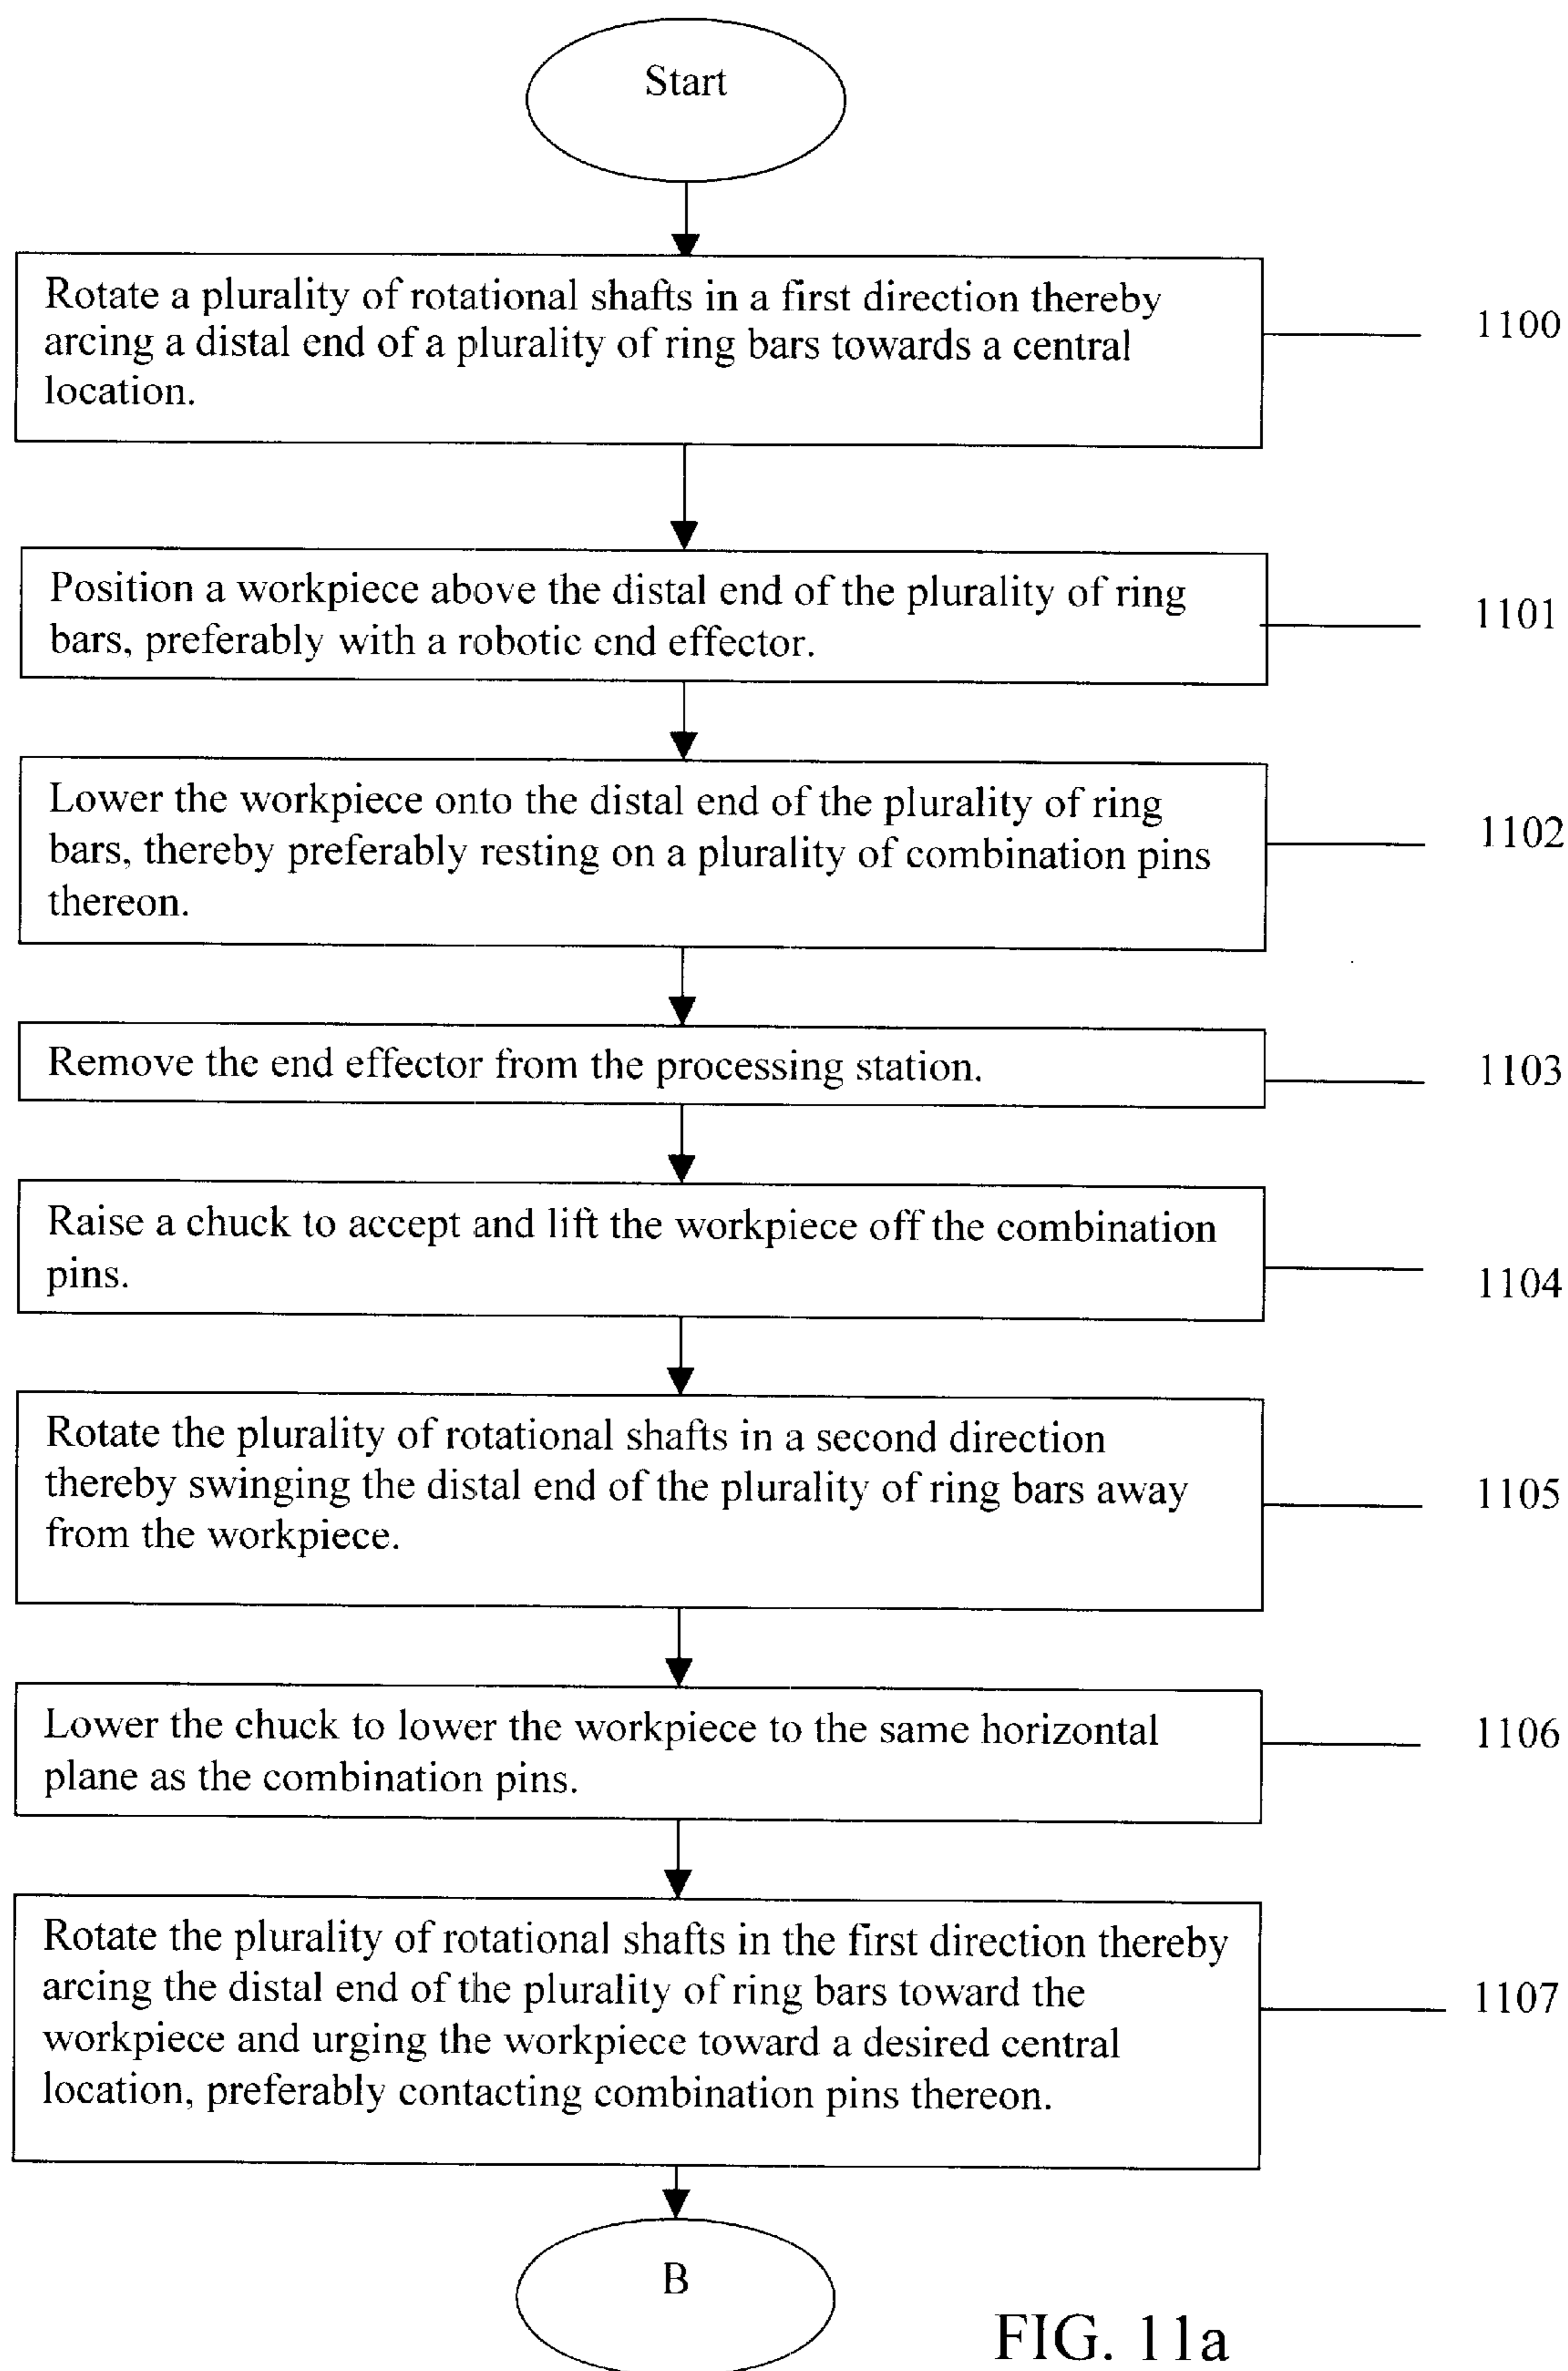 Start
Rotate a plurality of rotational shafts in a first direction thereby
arcing a distal end of a plurality of ring bars towards a central
location.
1100
Position a workpiece above the distal end of the plurality of ring
bars, preferably with a robotic end effector.
1101
Lower the workpiece onto the distal end of the plurality of ring
bars, thereby preferably resting on a plurality of combination pins
thereon.
1102
Remove the end effector from the processing station.
1103
Raise a chuck to accept and lift the workpiece off the combination
pins.
1104
Rotate the plurality of rotational shafts in a second direction
thereby swinging the distal end of the plurality of ring bars away
from the workpiece.
1105
Lower the chuck to lower the workpiece to the same horizontal
plane as the combination pins.
1106
Rotate the plurality of rotational shafts in the first direction thereby
arcing the distal end of the plurality of ring bars toward the
workpiece and urging the workpiece toward a desired central
location, preferably contacting combination pins thereon.
1107
B
FIG. 11a